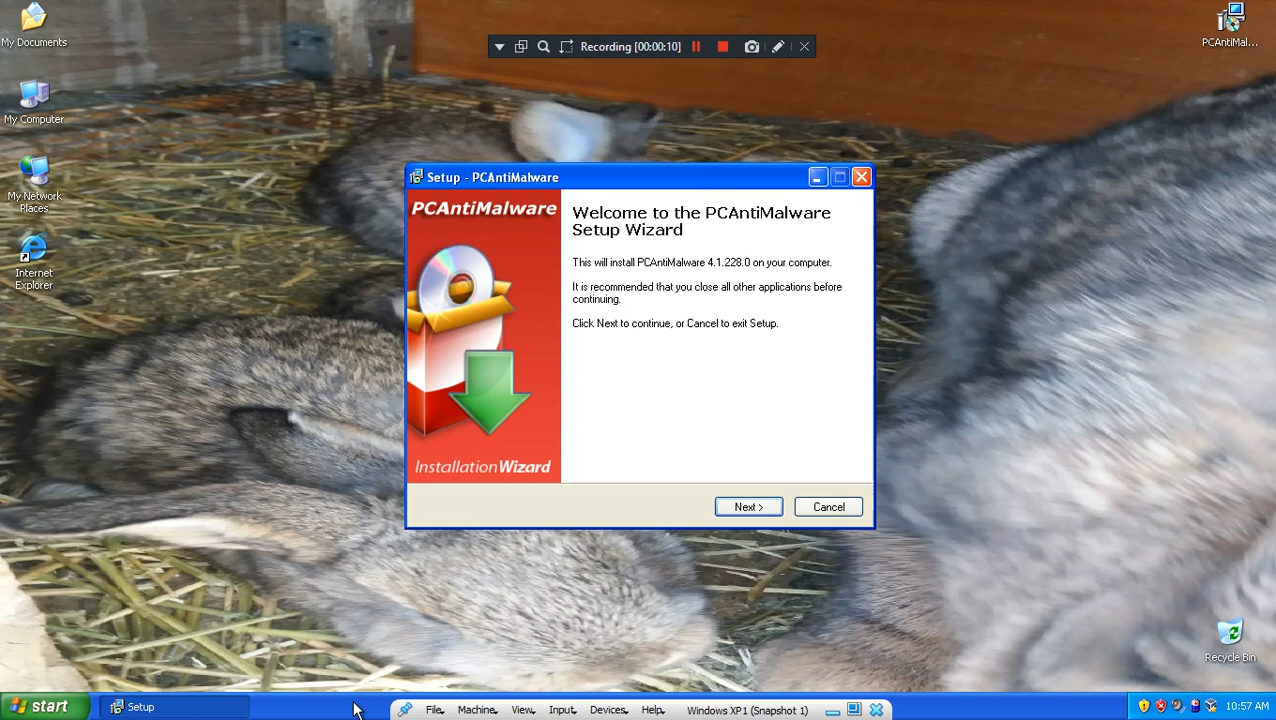 My Documents
My Computer
My Network
Places
Internet
Explorer
Recording [00:00:10]
PCAntiMal...
Setup - PCAntiMalware
PCAntiMalware
Welcome to the PCAntiMalware
Setup Wizard
This will install PCAntiMalware 4.1.228.0 on your computer.
It is recommended that you close all other applications before
continuing.
Click Next to continue, or Cancel to exit Setup.
InstallationWizard
Next >
Cancel
Recycle Bin
start
Setup
File
Machine
View
Input
Devices
Help
Windows XP1 (Snapshot 1)
10:57 AM